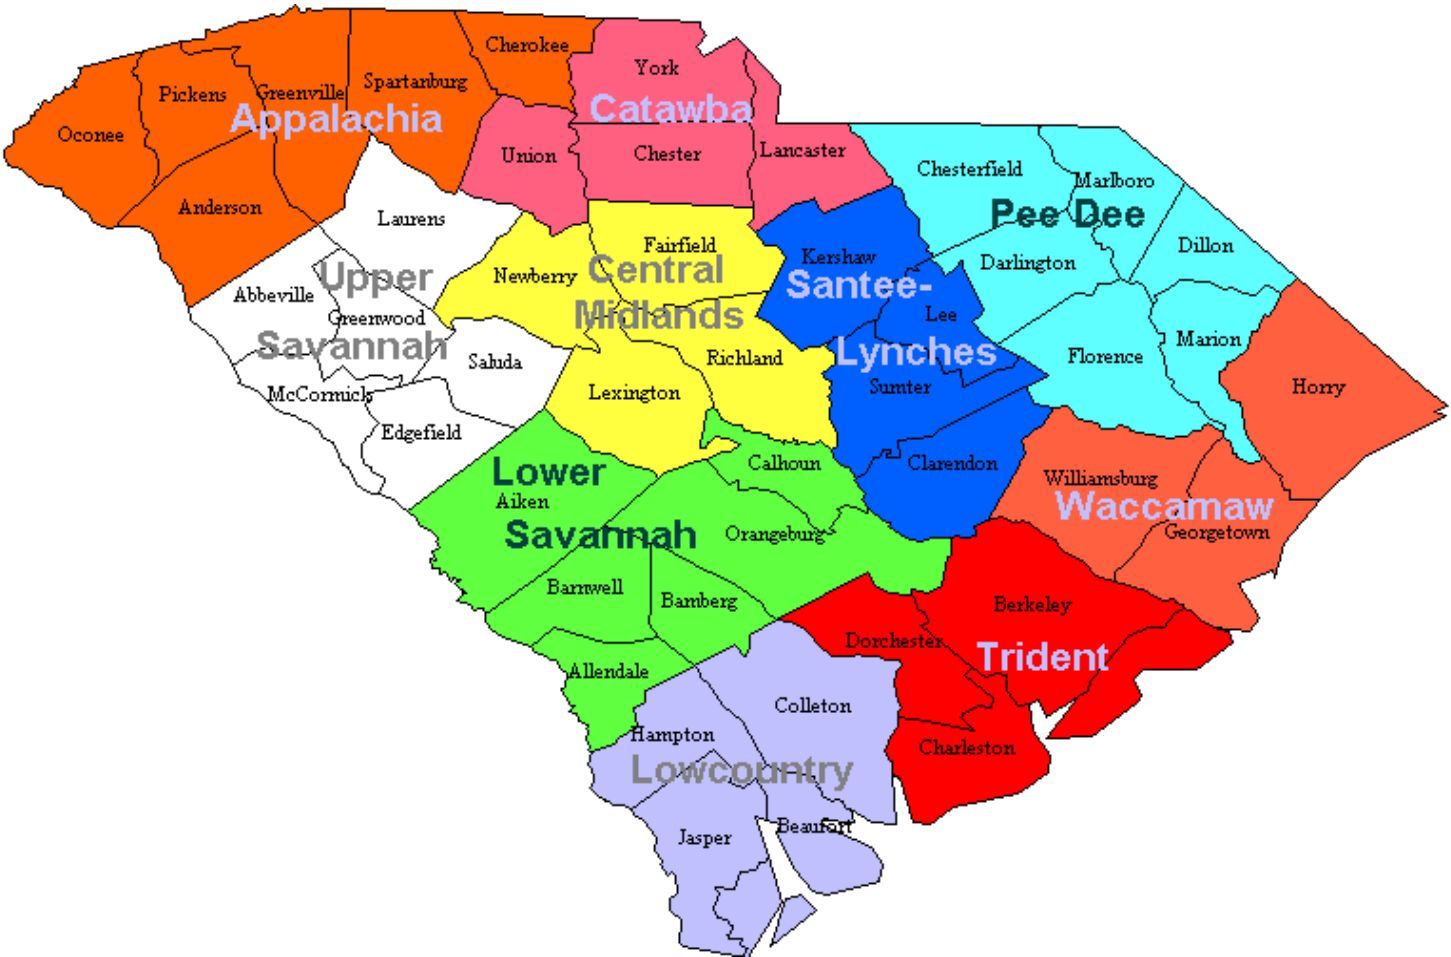 Cherokee
York
Spartanburg
Pickens
Greenville
Catawba
Appalachia
Oconee
Union
Chester
Lancaster
Chesterfield
Marlboro
Anderson
Laurens
Pee Dee
Fairfield
Dillon
Kershaw
Darlington
Newberry
Central
Upper
Santee-
Abbeville
Greenwood
Midlands
Lee
Savannah
Marion
Lynches
Richland
Florence
Saluda
McCormick
Lexington
Sumter
Horry
Edgefield
Calhoun
Clarendon
Lower
Williamsburg
Aiken
Waccamaw
Savannah
Orangeburg
Georgetown
Barnwell
Bamberg
Berkeley
Dorchester
Trident
Allendale
Colleton
Hampton
Charleston
Lowcountry
Beaufort
Jasper